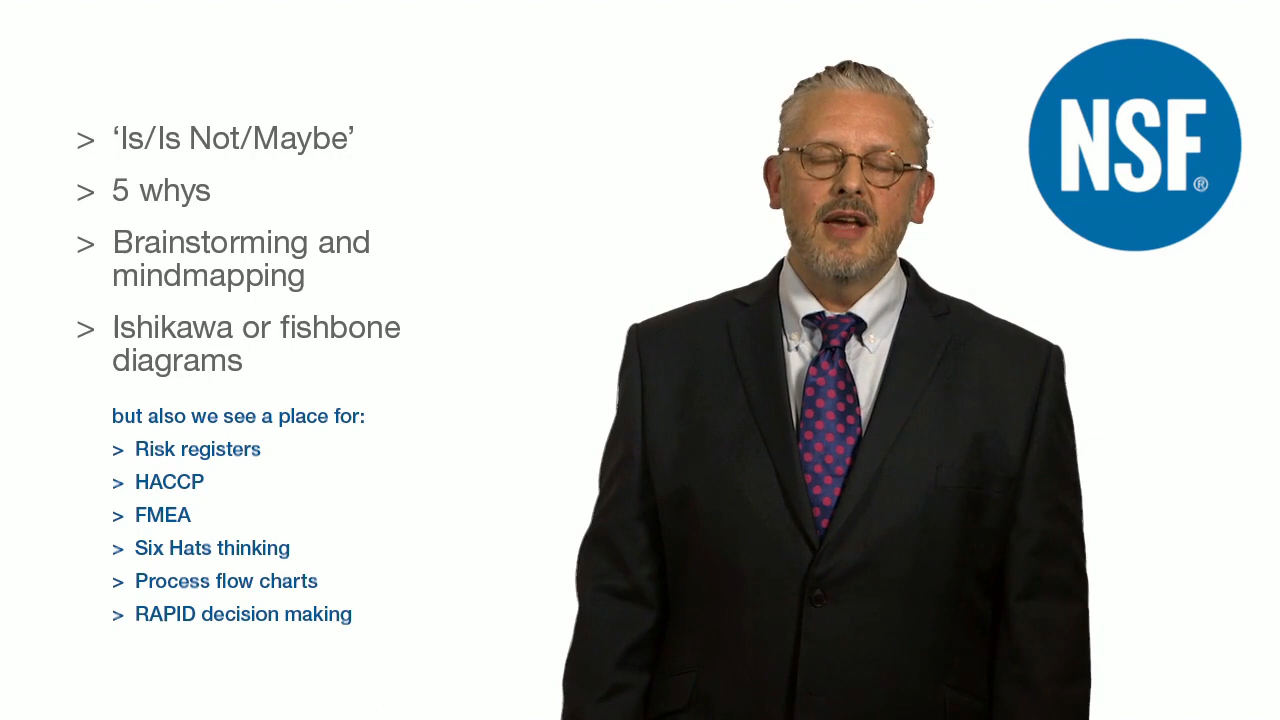 > ‘Is/Is Not/Maybe’
> 5 whys
> Brainstorming and
mindmapping
> Ishikawa or fishbone
diagrams
but also we see a place for:
> Risk registers
> HACCP
> FMEA
> Six Hats thinking
> Process flow charts
> RAPID decision making
NSF®